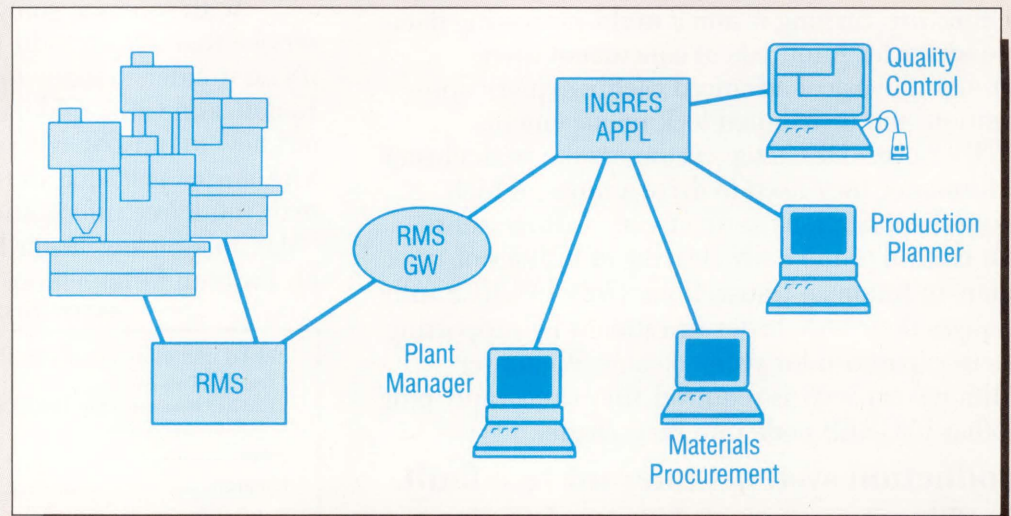 INGRES
APPL
Quality
Control
RMS
GW
Production
Planner
RMS
Plant
Manager
Materials
Procurement